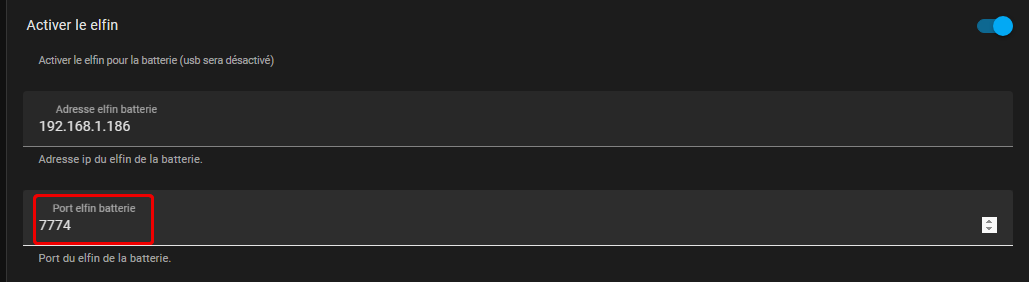 Activer le elfin
Activer le elfin pour la batterie (usb sera désactivé)
Adresse elfin batterie
192.168.1.186
Adresse ip du elfin de la batterie.
Port elfin batterie
7774
Port du elfin de la batterie.